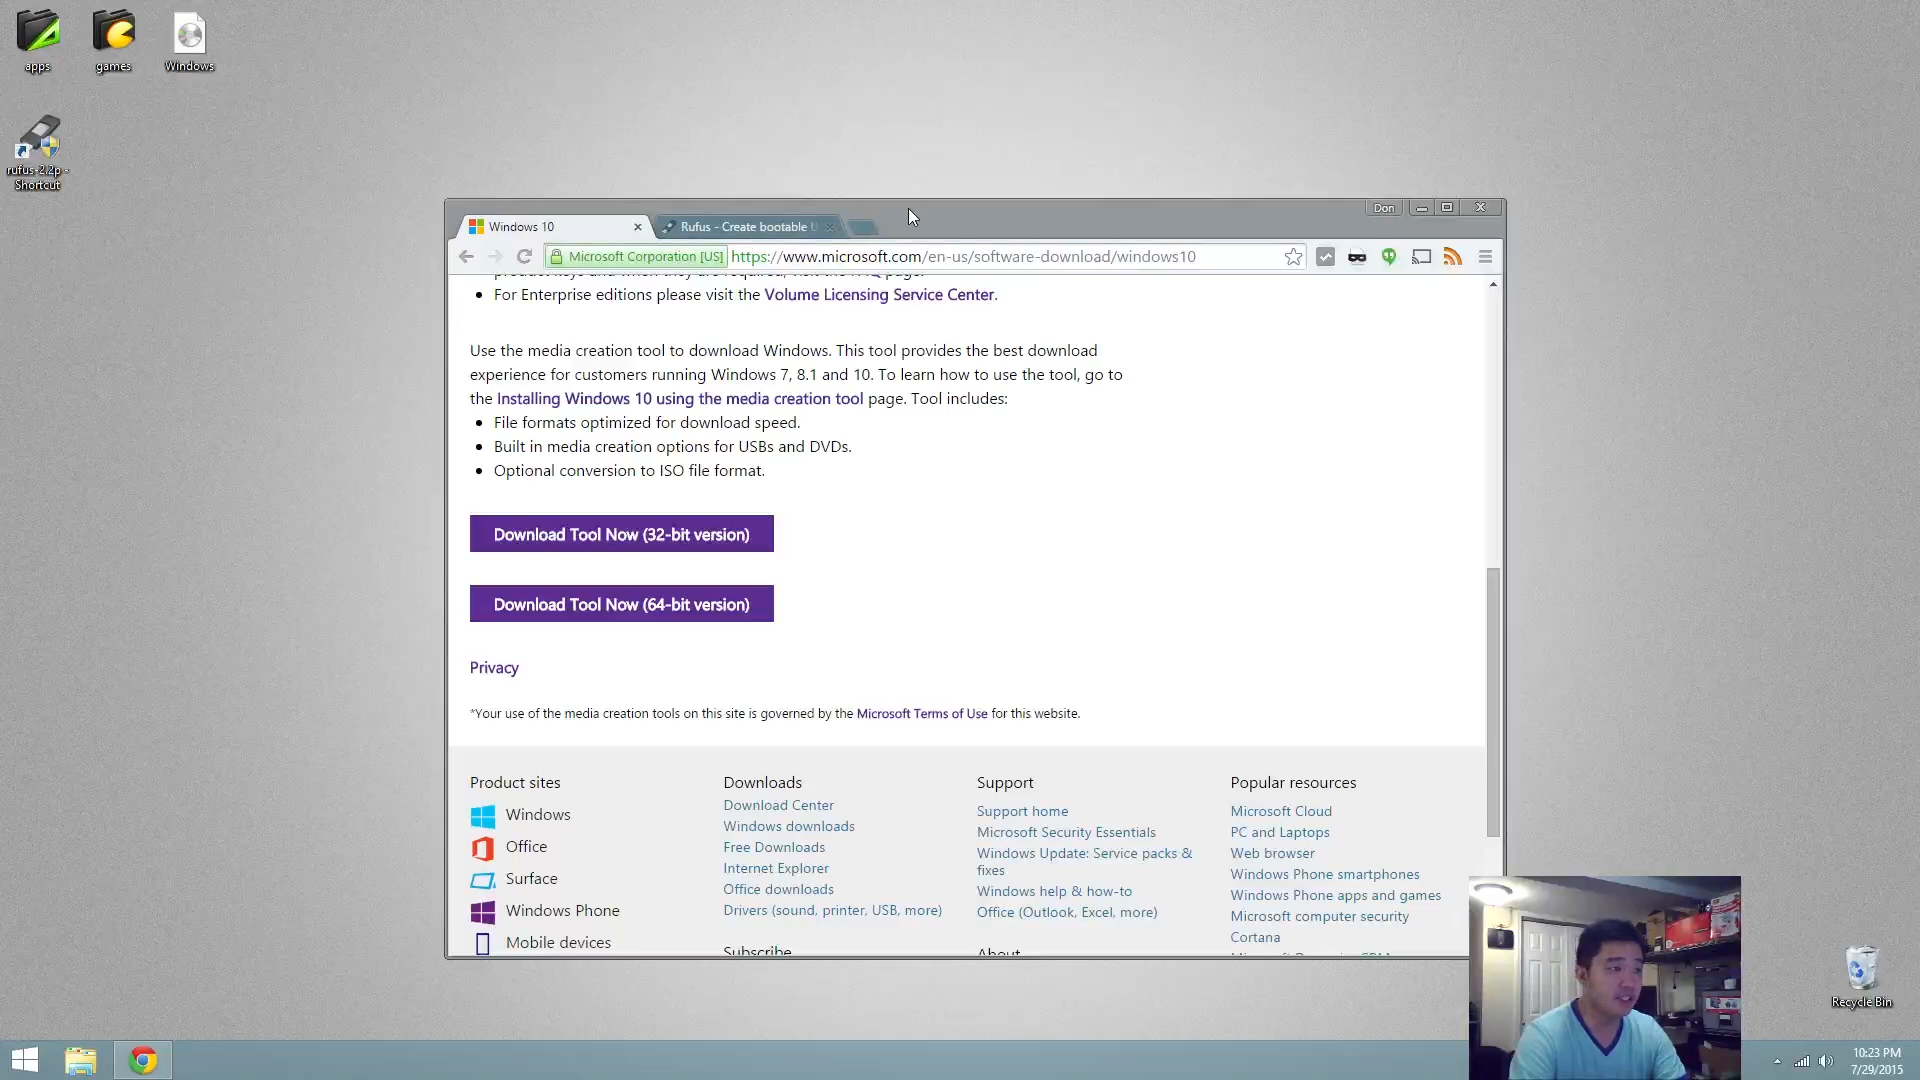 apps
games
Windows
rufus-2.2p -
Shortcut
Don
Windows 10
Rufus - Create bootable U
Microsoft Corporation [US]
https://www.microsoft.com/en-us/software-download/windows10
product keys and when they are required, visit the FAQ page.
For Enterprise editions please visit the Volume Licensing Service Center.
Use the media creation tool to download Windows. This tool provides the best download
experience for customers running Windows 7, 8.1 and 10. To learn how to use the tool, go to
the Installing Windows 10 using the media creation tool page. Tool includes:
File formats optimized for download speed.
Built in media creation options for USBs and DVDs.
Optional conversion to ISO file format.
Download Tool Now (32-bit version)
Download Tool Now (64-bit version)
Privacy
*Your use of the media creation tools on this site is governed by the Microsoft Terms of Use for this website.
Product sites
Windows
Office
Surface
Windows Phone
Mobile devices
Downloads
Download Center
Windows downloads
Free Downloads
Internet Explorer
Office downloads
Drivers (sound, printer, USB, more)
Subscribe
Support
Support home
Microsoft Security Essentials
Windows Update: Service packs &
fixes
Windows help & how-to
Office (Outlook, Excel, more)
About
Popular resources
Microsoft Cloud
PC and Laptops
Web browser
Windows Phone smartphones
Windows Phone apps and games
Microsoft computer security
Cortana
Recycle Bin
10:23 PM
7/29/2015